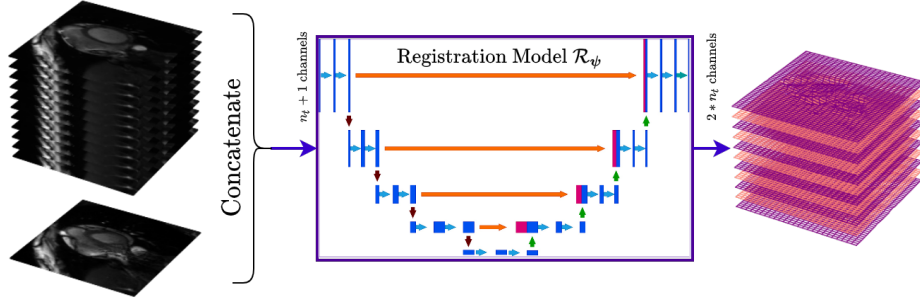 Concatenate
n_t + 1 channels
Registration Model R_ψ
2 * n_t channels